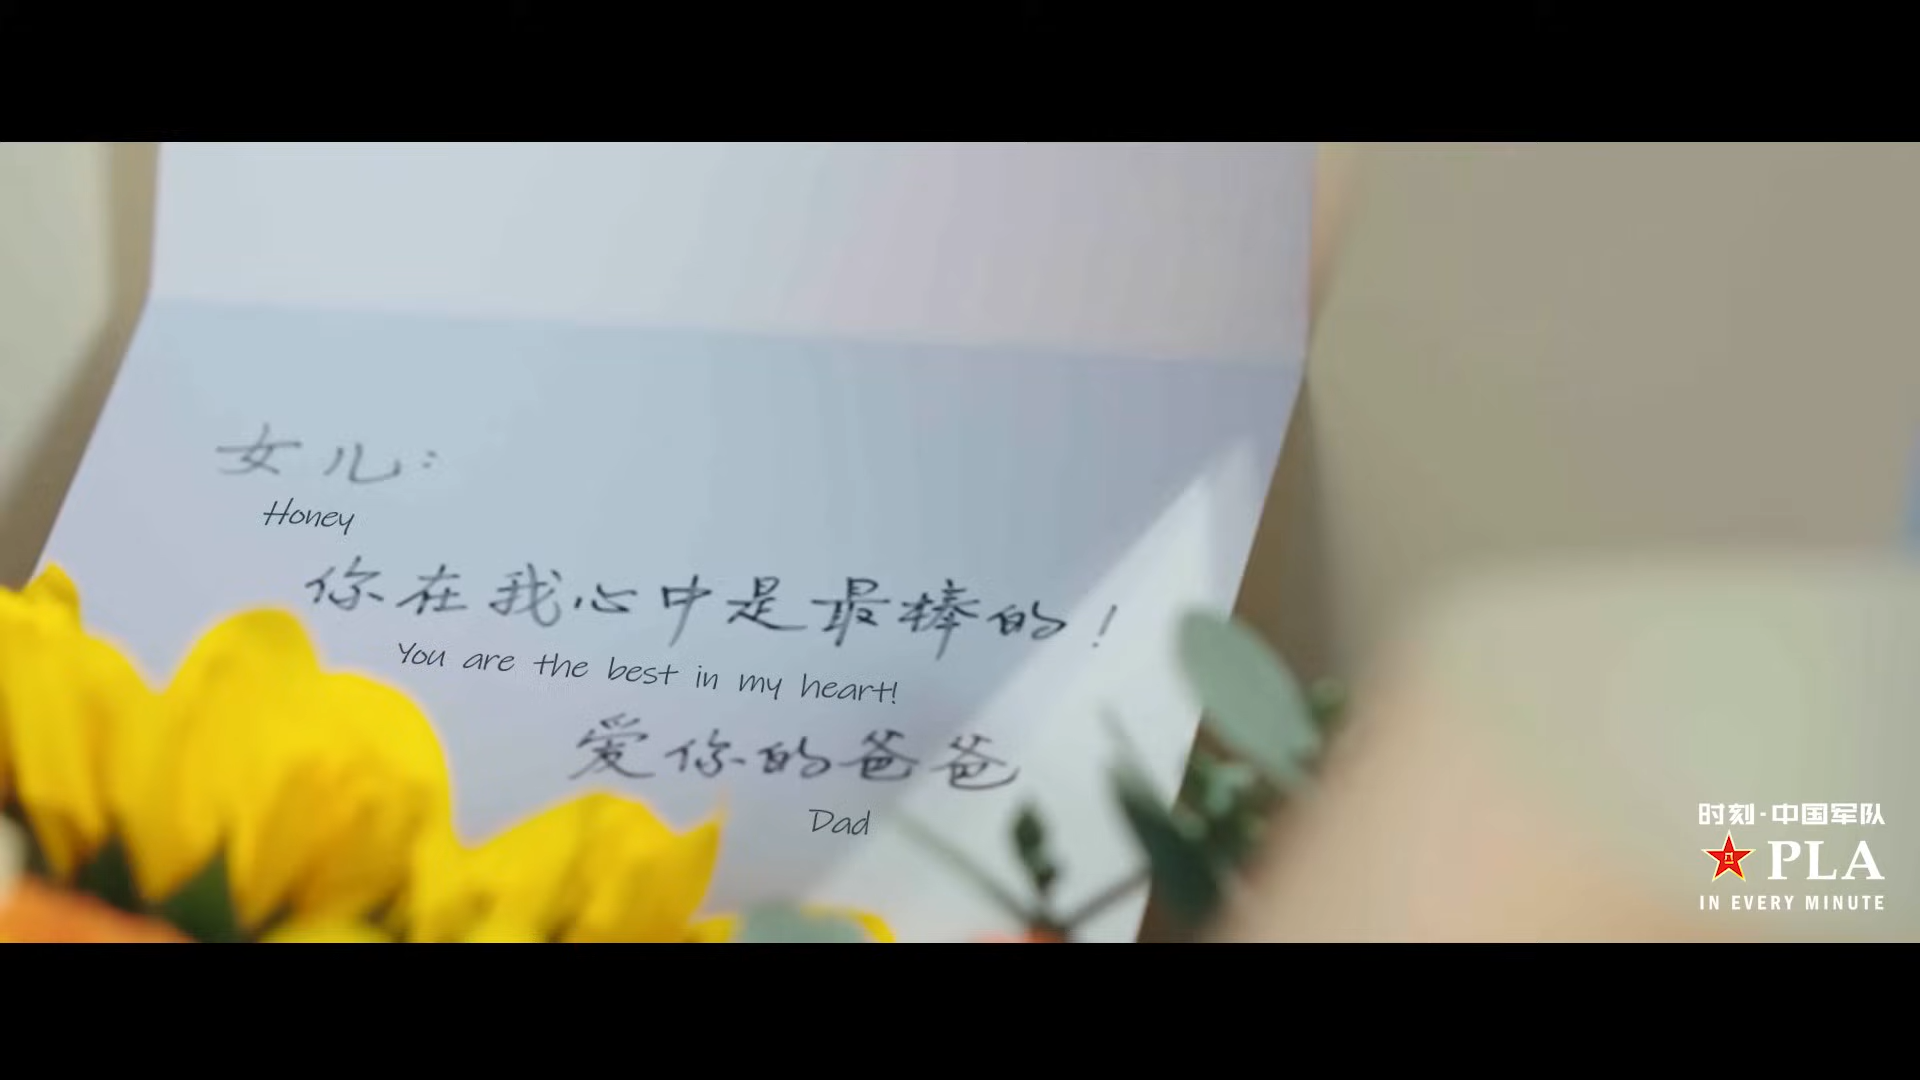 女儿：
Honey
你在我心中是最棒的！
You are the best in my heart!
爱你的爸爸
Dad
时刻·中国军队
PLA
IN EVERY MINUTE